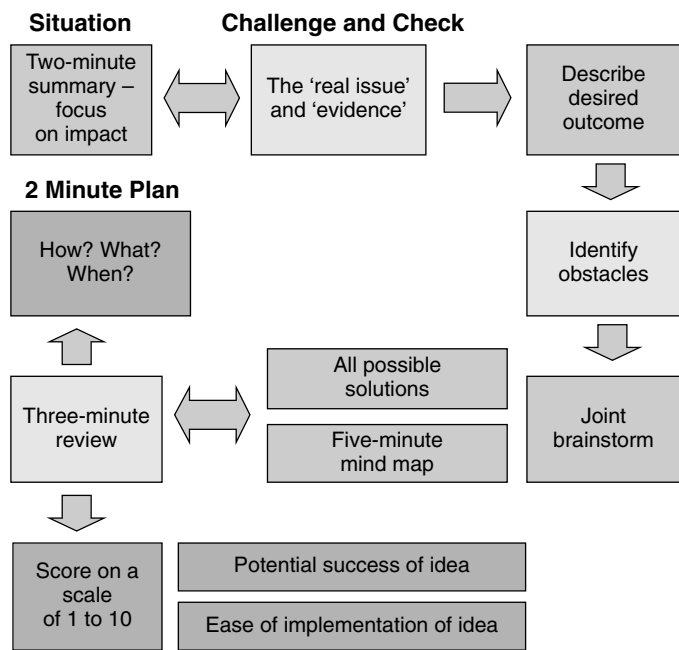 Situation
Two-minute
summary –
focus
on impact
Challenge and Check
The ‘real issue’
and ‘evidence’
Describe
desired
outcome
Identify
obstacles
Joint
brainstorm
All possible
solutions
Five-minute
mind map
Three-minute
review
2 Minute Plan
How? What?
When?
Score on a
scale
of 1 to 10
Potential success of idea
Ease of implementation of idea